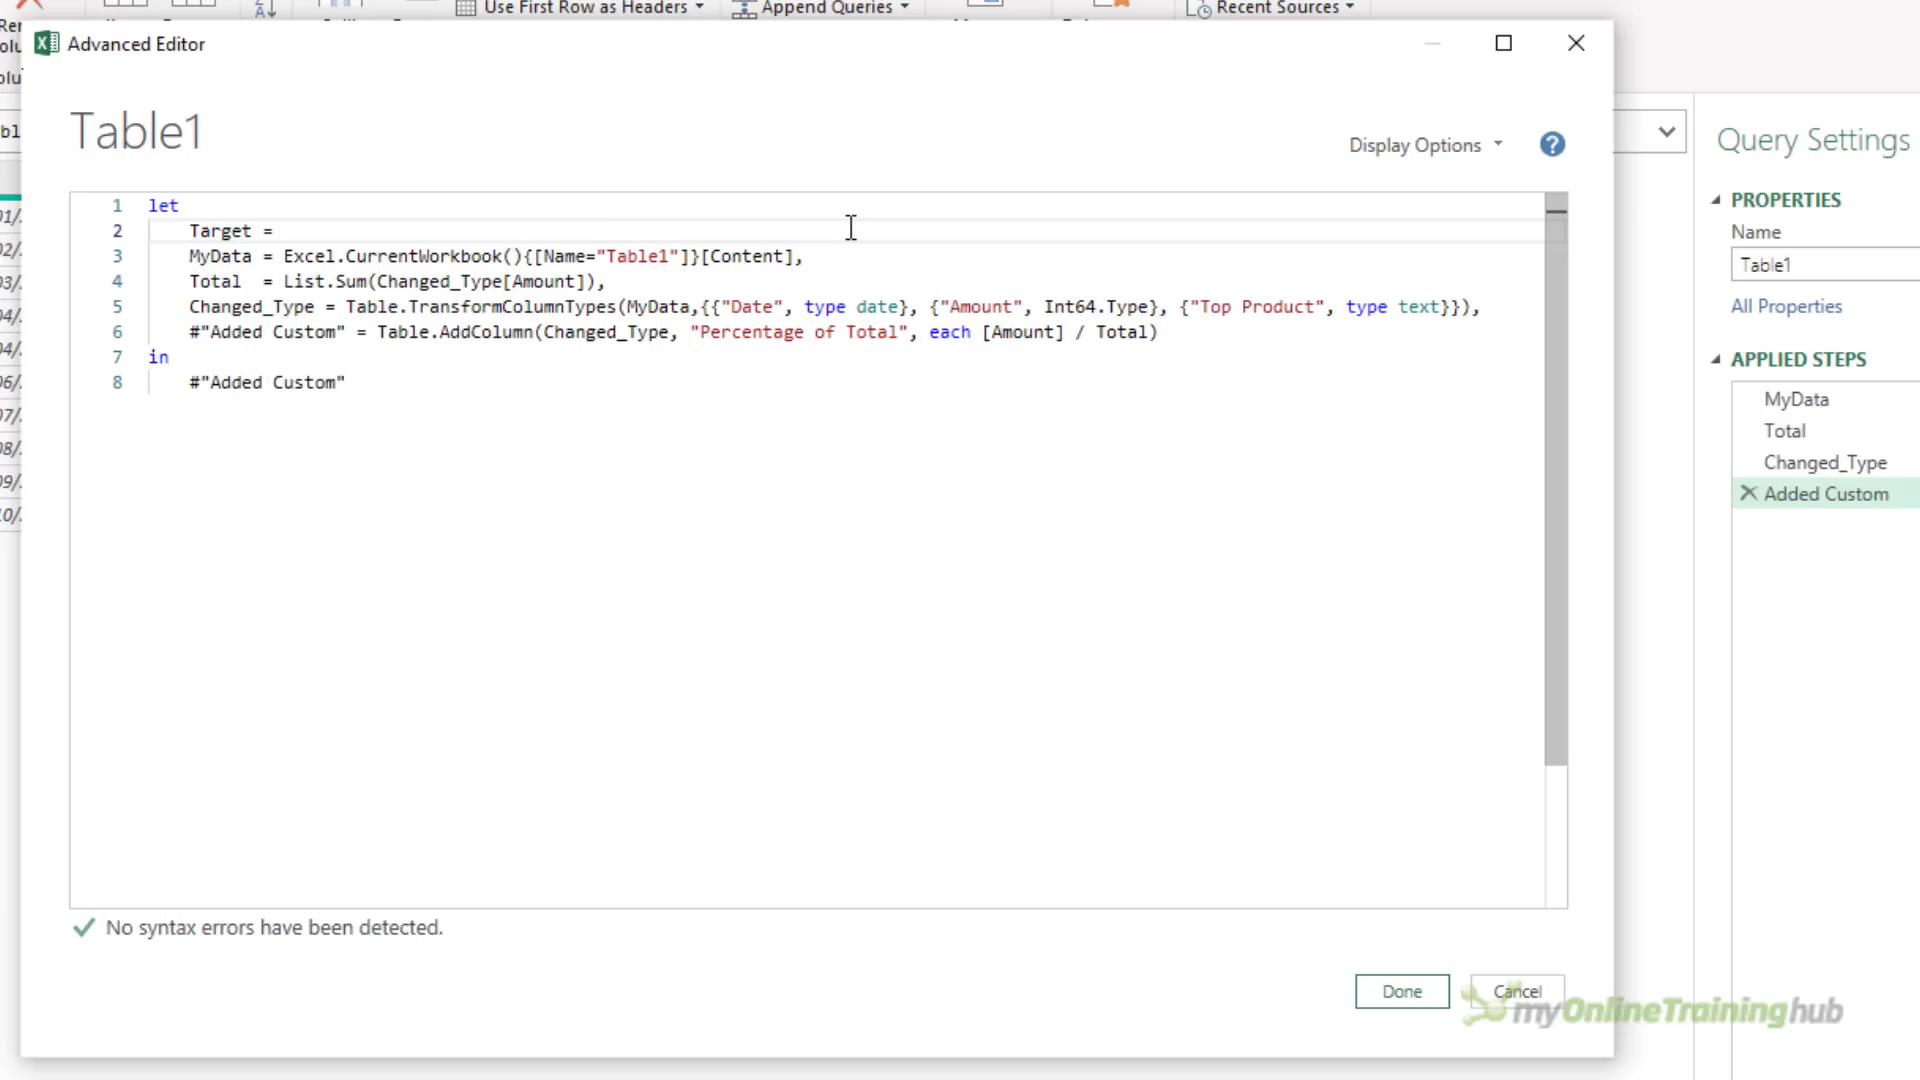 Use First Row as Headers
Append Queries
Recent Sources
Advanced Editor
Table1
Display Options
?
1 let
2 Target =
3 MyData = Excel.CurrentWorkbook(){[Name="Table1"]}[Content],
4 Total  = List.Sum(Changed_Type[Amount]),
5 Changed_Type = Table.TransformColumnTypes(MyData,{{"Date", type date}, {"Amount", Int64.Type}, {"Top Product", type text}}),
6 #"Added Custom" = Table.AddColumn(Changed_Type, "Percentage of Total", each [Amount] / Total)
7 in
8 #"Added Custom"
No syntax errors have been detected.
Done
Cancel
Query Settings
PROPERTIES
Name
Table1
All Properties
APPLIED STEPS
MyData
Total
Changed_Type
Added Custom
myOnlineTraininghub